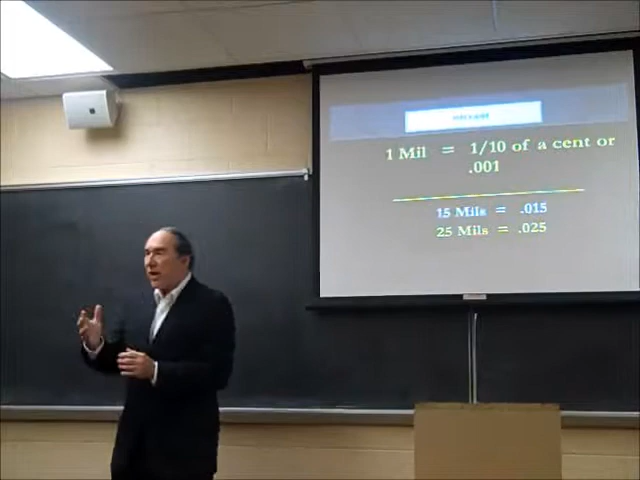 1 Mil = 1/10 of a cent or
.001
15 Mils = .015
25 Mils = .025